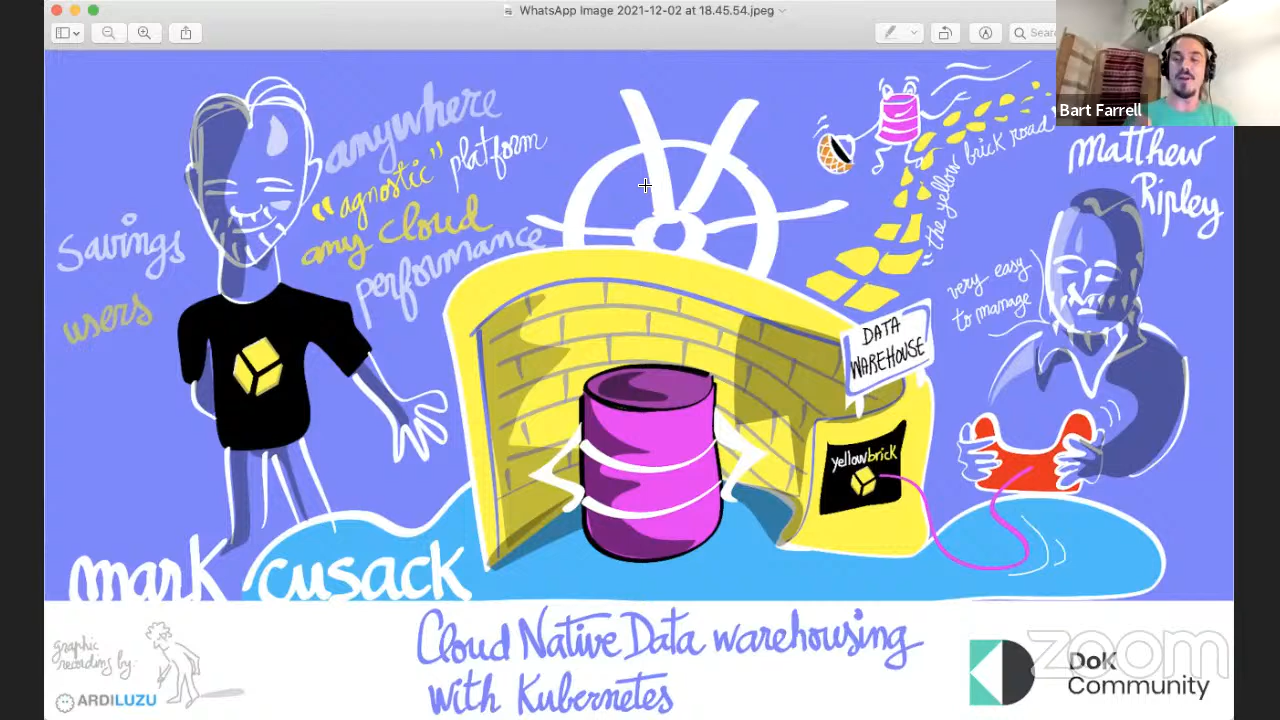 WhatsApp Image 2021-12-02 at 18.45.54.jpeg
Sear
Bart Farrell
anywhere
"agnostic" platform
any cloud
performance
Savings
users
"the yellow brick road
Matthew
Ripley
very easy
to manage
DATA
WAREHOUSE
yellowbrick
mark cusack
Cloud Native Data warehousing
with Kubernetes
graphic
recording by:
ARDILUZU
zoom
DoK
Community